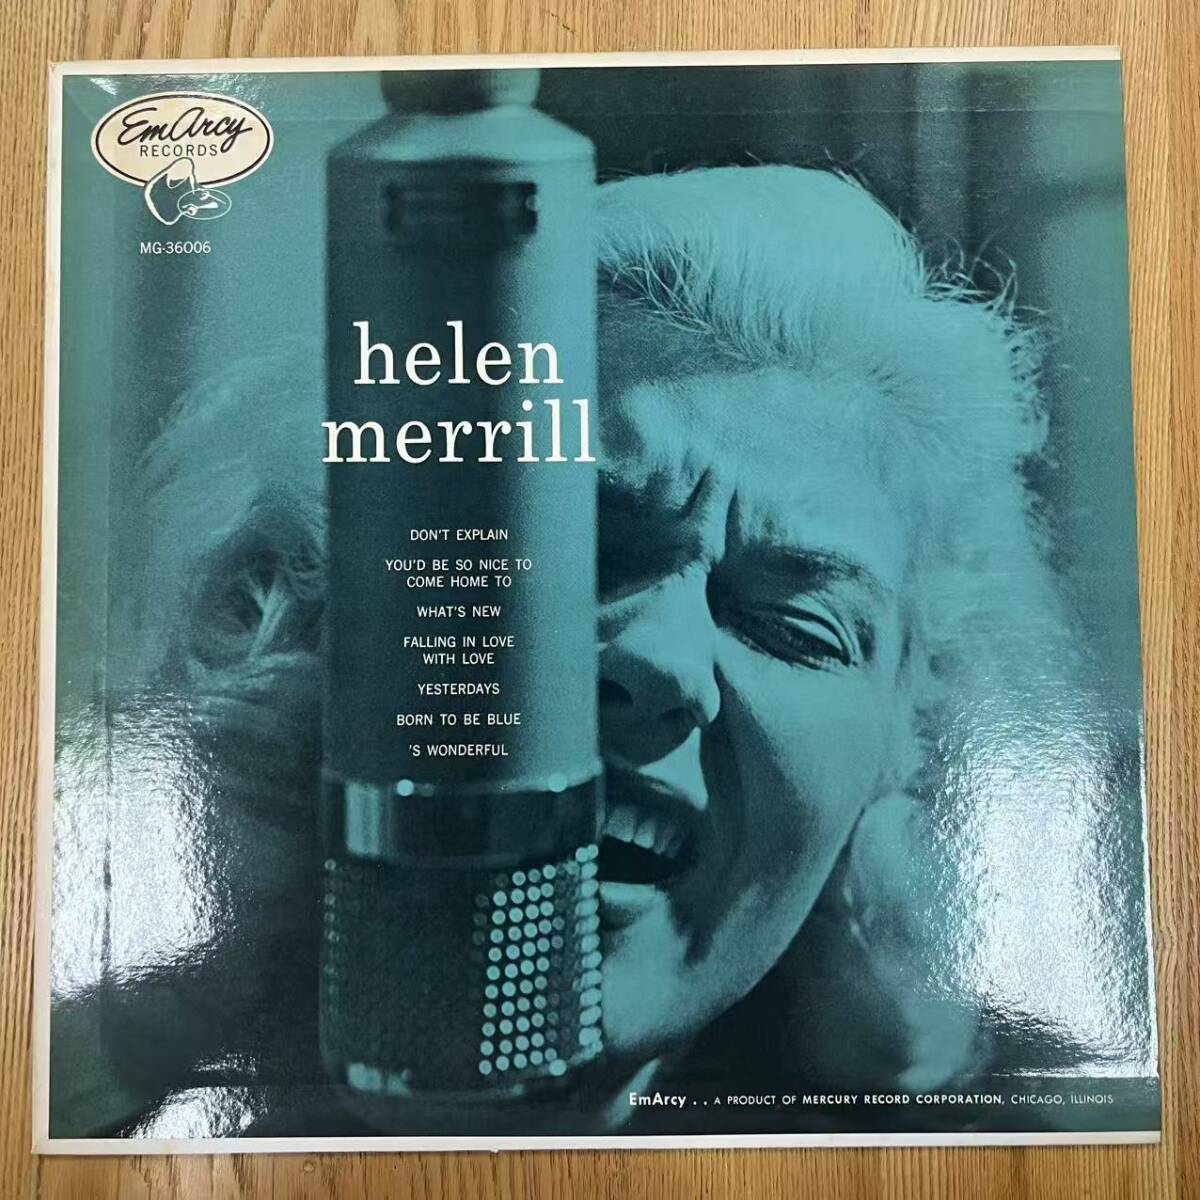 EmArcy
RECORDS
MG-36006
helen
merrill
DON'T EXPLAIN
YOU'D BE SO NICE TO
COME HOME TO
WHAT'S NEW
FALLING IN LOVE
WITH LOVE
YESTERDAYS
BORN TO BE BLUE
'S WONDERFUL
EmArcy . . A PRODUCT OF MERCURY RECORD CORPORATION, CHICAGO, ILLINOIS